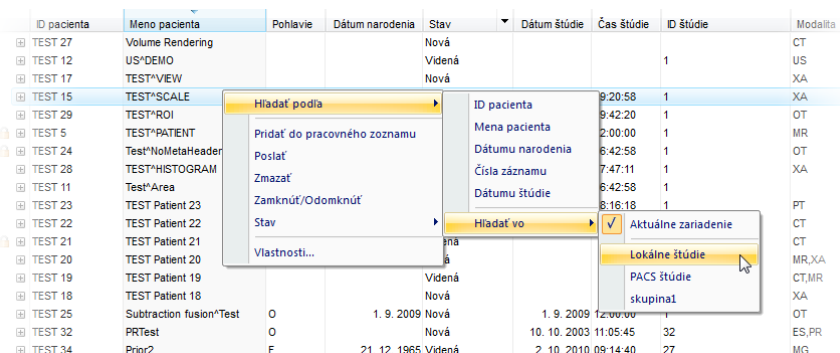 ID pacienta Meno pacienta Pohlavie Dátum narodenia Stav Dátum štúdie Čas štúdie ID štúdie Modalita
TEST 27 Volume Rendering Nová CT
TEST 12 US^DEMO Videná 1 US
TEST 17 TEST^VIEW Nová XA
TEST 15 TEST^SCALE 9:20:58 1 XA
TEST 29 TEST^ROI 9:42:20 1 OT
TEST 5 TEST^PATIENT 2:00:00 1 MR
TEST 24 Test^NoMetaHeader 6:42:58 1 OT
TEST 28 TEST^HISTOGRAM 7:47:11 1 XA
TEST 11 Test^Area 6:42:58 1
TEST 23 TEST Patient 23 8:16:18 1 PT
TEST 22 TEST Patient 22 CT
TEST 21 TEST Patient 21 CT
TEST 20 TEST Patient 20 MR,XA
TEST 19 TEST Patient 19 Videná CT,MR
TEST 18 TEST Patient 18 Nová XA
TEST 25 Subtraction fusion^Test O 1. 9. 2009 Nová 1. 9. 2009 12:00:00 1 OT
TEST 32 PRTest O Nová 10. 10. 2003 11:05:45 32 ES,PR
TEST 34 Prior2 F 21. 12. 1965 Videná 2. 10. 2010 09:14:40 27 MG
Hľadať podľa
Pridať do pracovného zoznamu
Poslať
Zmazať
Zamknúť/Odomknúť
Stav
Vlastnosti...
ID pacienta
Mena pacienta
Dátumu narodenia
Čísla záznamu
Dátumu štúdie
Hľadať vo
Aktuálne zariadenie
Lokálne štúdie
PACS štúdie
skupina1